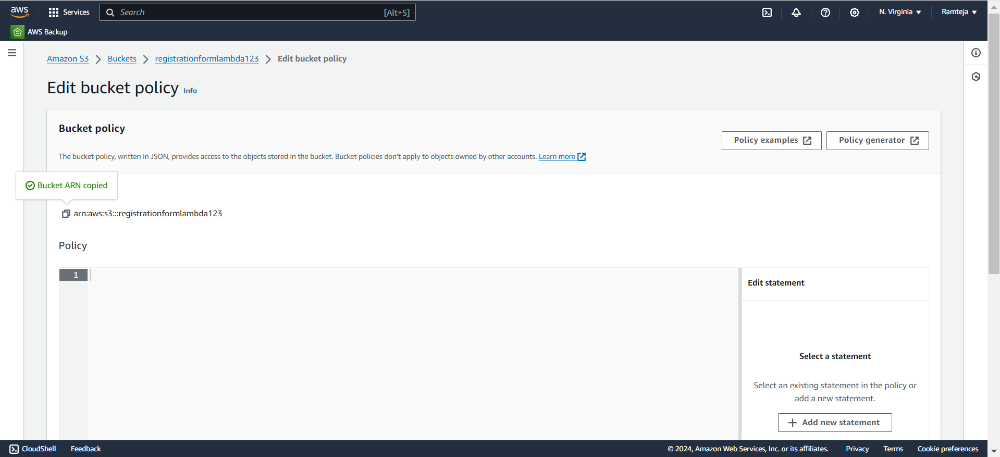 aws
Services
Search
[Alt+S]
N. Virginia
Ramteja
AWS Backup
Amazon S3
Buckets
registrationformlambda123
Edit bucket policy
Edit bucket policy
Info
Bucket policy
Policy examples
Policy generator
The bucket policy, written in JSON, provides access to the objects stored in the bucket. Bucket policies don't apply to objects owned by other accounts. Learn more
Bucket ARN copied
arn:aws:s3:::registrationformlambda123
Policy
1
Edit statement
Select a statement
Select an existing statement in the policy or
add a new statement.
Add new statement
CloudShell
Feedback
© 2024, Amazon Web Services, Inc. or its affiliates.
Privacy
Terms
Cookie preferences